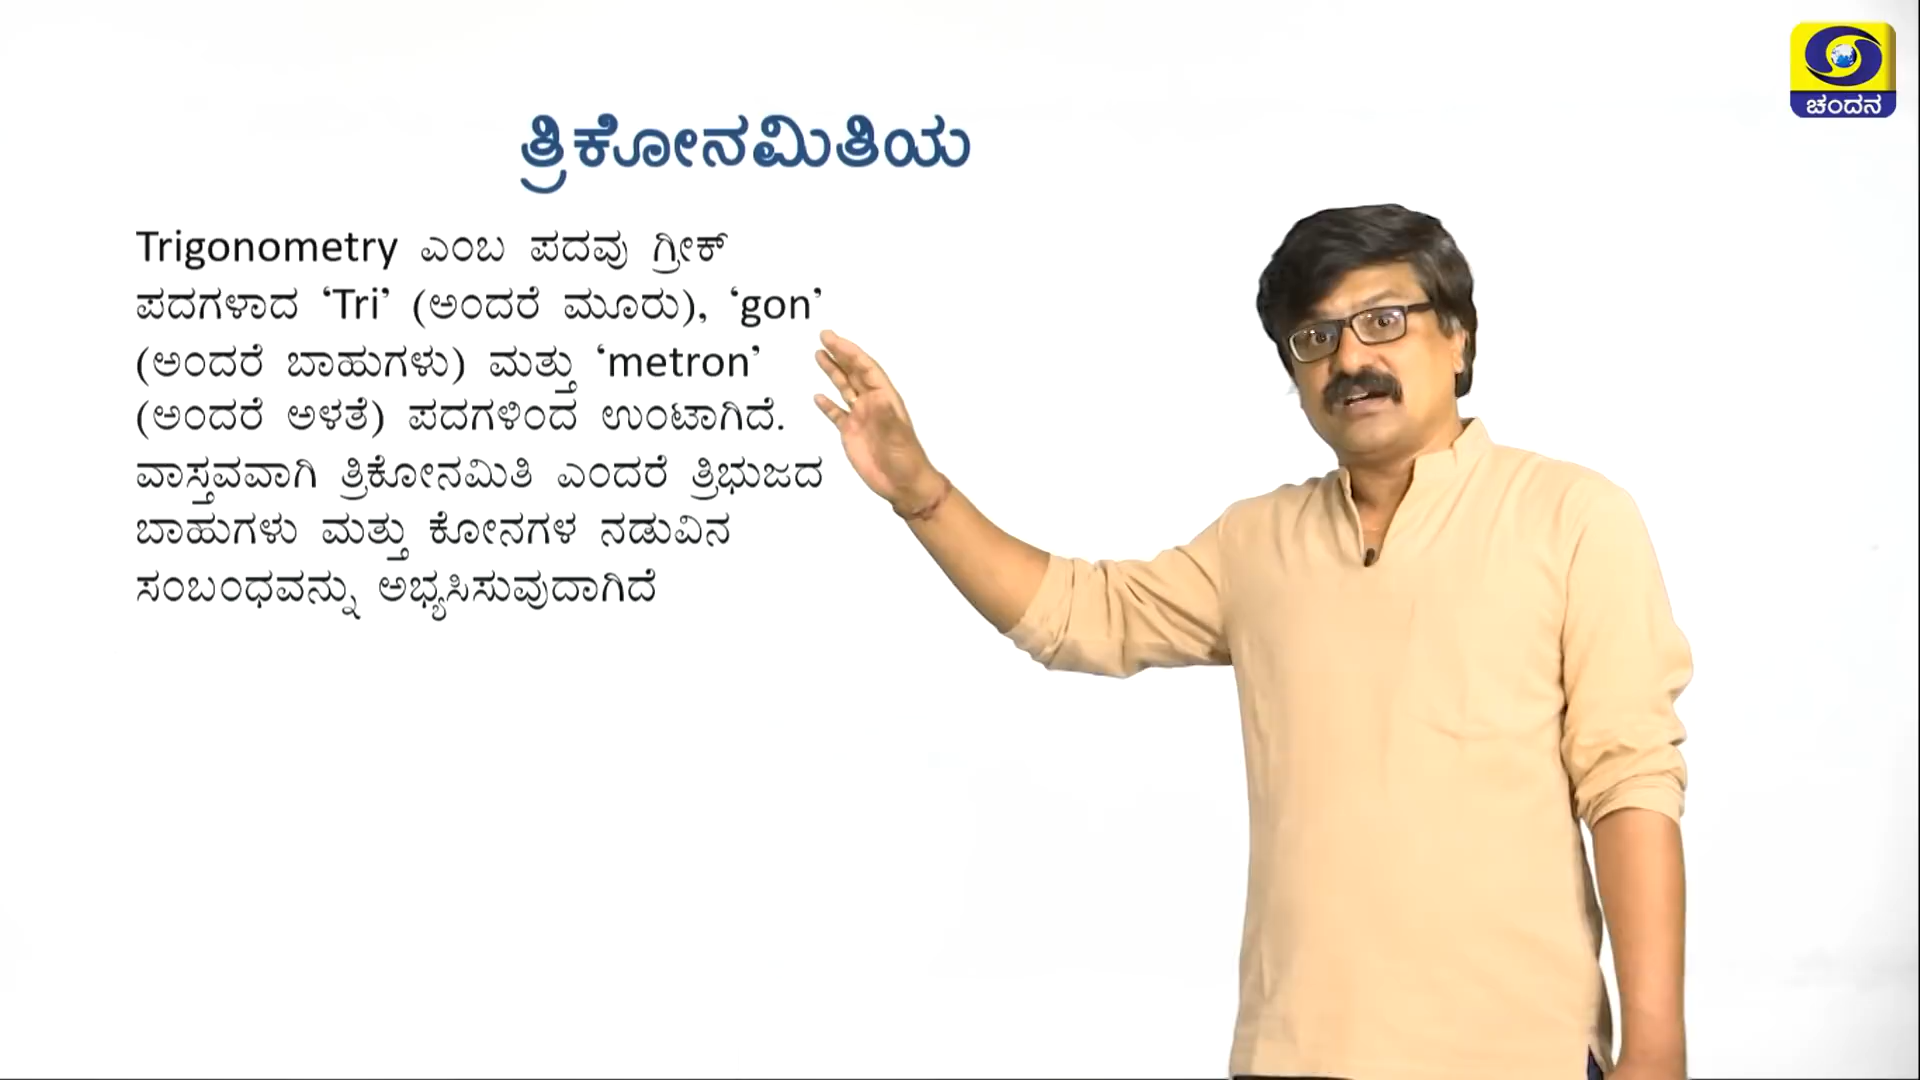 ಚಂದನ
ತ್ರಿಕೋನಮಿತಿಯ
Trigonometry ಎಂಬ ಪದವು ಗ್ರೀಕ್
ಪದಗಳಾದ ‘Tri’ (ಅಂದರೆ ಮೂರು), ‘gon’
(ಅಂದರೆ ಬಾಹುಗಳು) ಮತ್ತು ‘metron’
(ಅಂದರೆ ಅಳತೆ) ಪದಗಳಿಂದ ಉಂಟಾಗಿದೆ.
ವಾಸ್ತವವಾಗಿ ತ್ರಿಕೋನಮಿತಿ ಎಂದರೆ ತ್ರಿಭುಜದ
ಬಾಹುಗಳು ಮತ್ತು ಕೋನಗಳ ನಡುವಿನ
ಸಂಬಂಧವನ್ನು ಅಭ್ಯಸಿಸುವುದಾಗಿದೆ